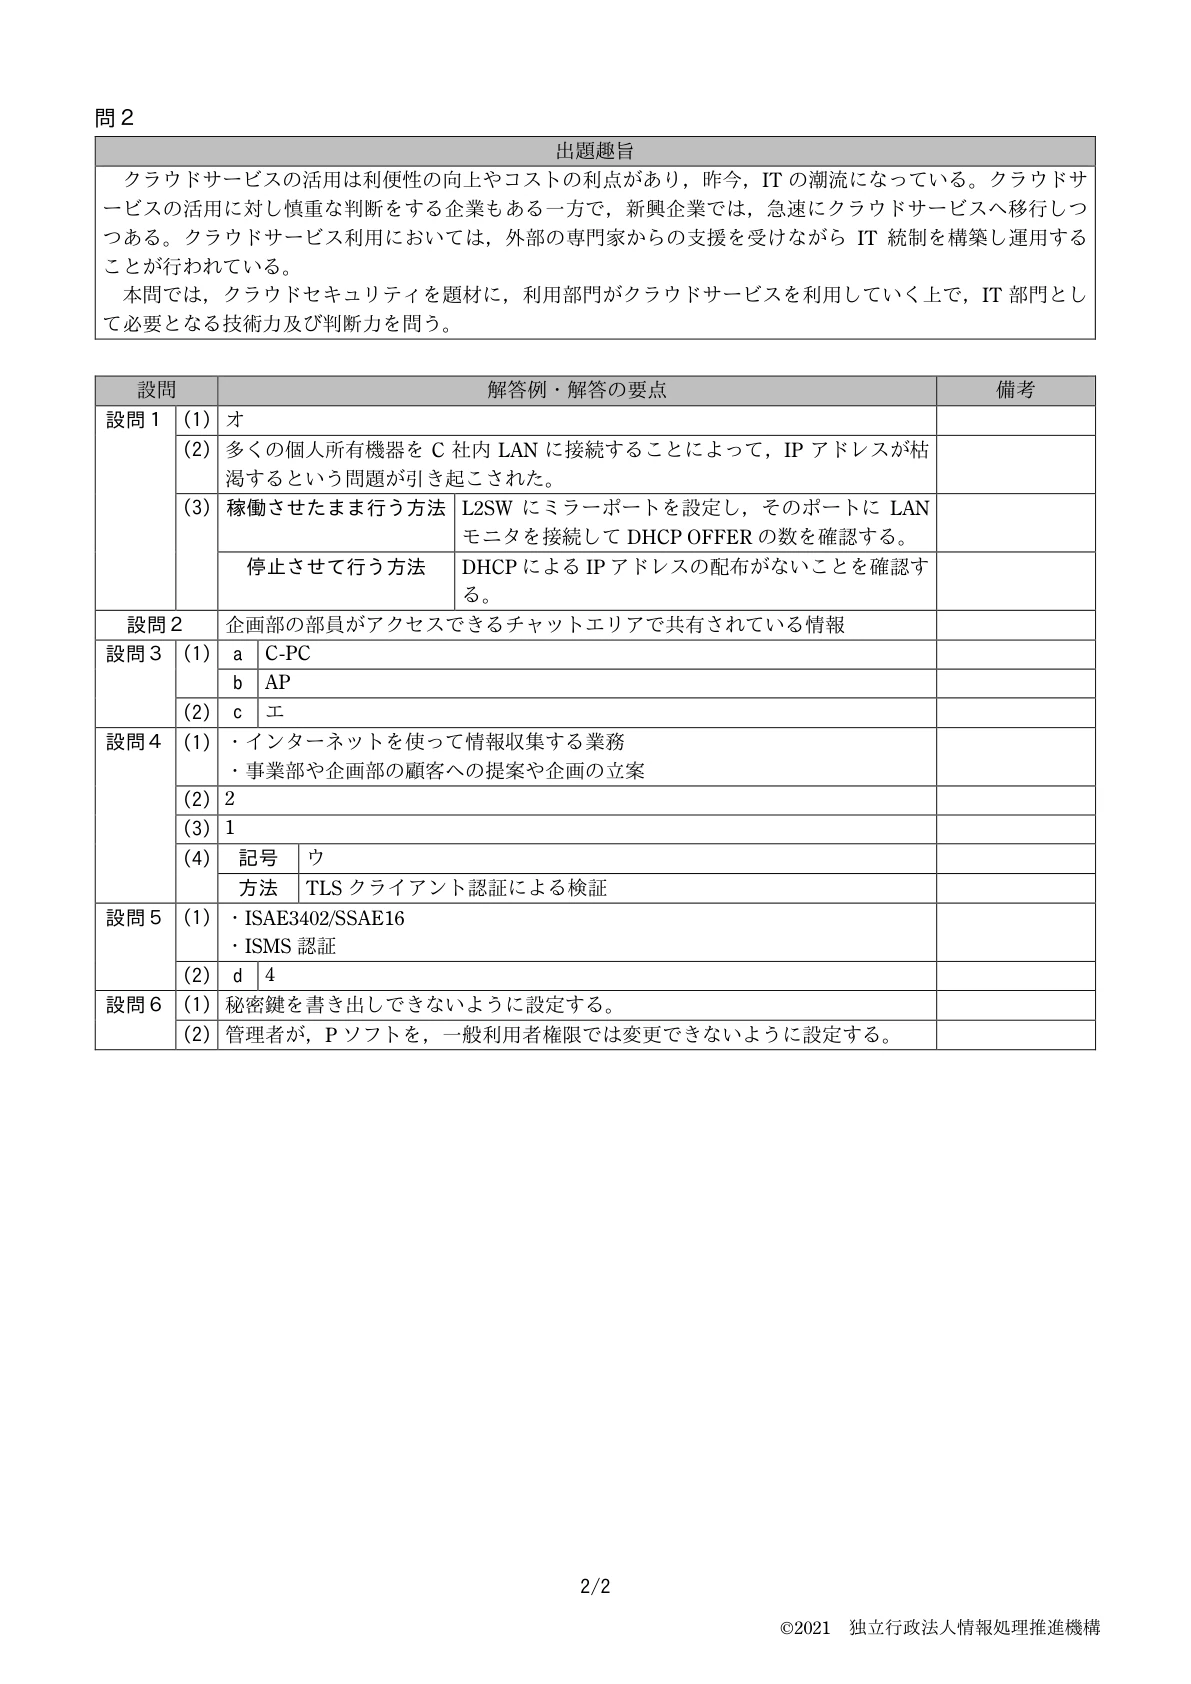 問２
出題趣旨
クラウドサービスの活用は利便性の向上やコストの利点があり，昨今，IT の潮流になっている。クラウドサ
ービスの活用に対し慎重な判断をする企業もある一方で，新興企業では，急速にクラウドサービスへ移行しつ
つある。クラウドサービス利用においては，外部の専門家からの支援を受けながら IT 統制を構築し運用する
ことが行われている。
本問では，クラウドセキュリティを題材に，利用部門がクラウドサービスを利用していく上で，IT 部門とし
て必要となる技術力及び判断力を問う。
設問 解答例・解答の要点 備考
設問１ (1) オ
(2) 多くの個人所有機器を C 社内 LAN に接続することによって，IP アドレスが枯
渇するという問題が引き起こされた。
(3) 稼働させたまま行う方法 L2SW にミラーポートを設定し，そのポートに LAN
モニタを接続して DHCP OFFER の数を確認する。
停止させて行う方法 DHCP による IP アドレスの配布がないことを確認す
る。
設問２ 企画部の部員がアクセスできるチャットエリアで共有されている情報
設問３ (1) a C-PC
b AP
(2) c エ
設問４ (1) ・インターネットを使って情報収集する業務
・事業部や企画部の顧客への提案や企画の立案
(2) 2
(3) 1
(4) 記号 ウ
方法 TLS クライアント認証による検証
設問５ (1) ・ISAE3402/SSAE16
・ISMS 認証
(2) d 4
設問６ (1) 秘密鍵を書き出しできないように設定する。
(2) 管理者が，P ソフトを，一般利用者権限では変更できないように設定する。
2/2
©2021　独立行政法人情報処理推進機構